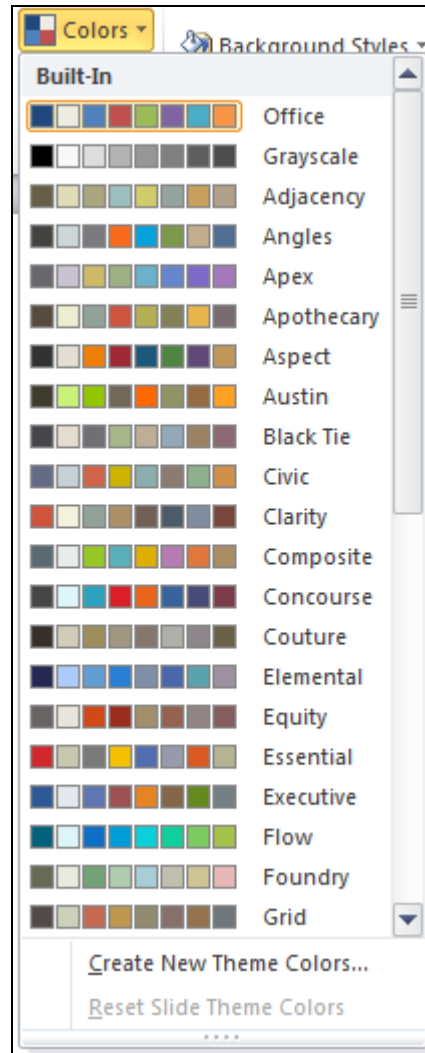 Colors
Background Styles
Built-In
Office
Grayscale
Adjacency
Angles
Apex
Apothecary
Aspect
Austin
Black Tie
Civic
Clarity
Composite
Concourse
Couture
Elemental
Equity
Essential
Executive
Flow
Foundry
Grid
Create New Theme Colors...
Reset Slide Theme Colors